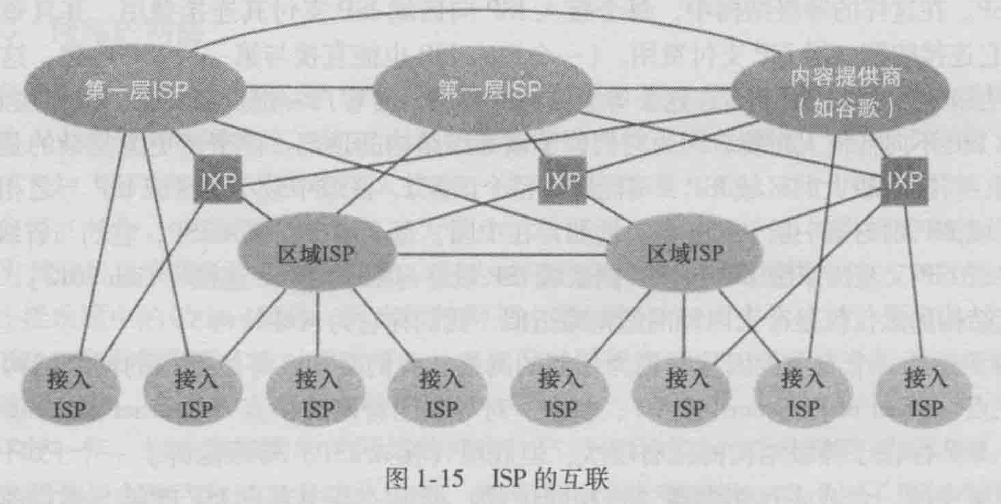 第一层ISP
第一层ISP
内容提供商
（如谷歌）
IXP
IXP
IXP
区域ISP
区域ISP
接入
ISP
接入
ISP
接入
ISP
接入
ISP
接入
ISP
接入
ISP
接入
ISP
接入
ISP
图 1-15 ISP 的互联